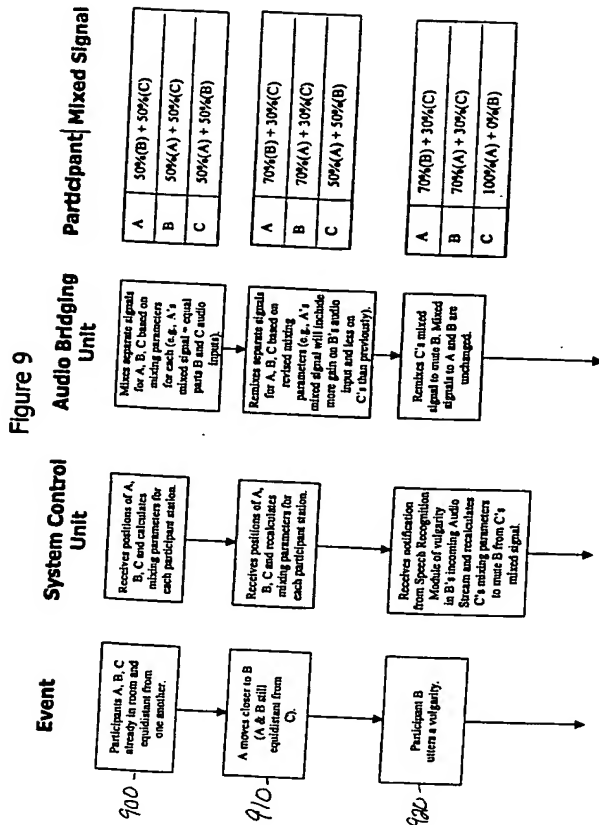 Figure 9
Event
System Control
Unit
Audio Bridging
Unit
Participant
Mixed Signal
900
Participants A, B, C
already in room and
equidistant from
one another.
Receives positions of A,
B, C and calculates
mixing parameters for
each participant station.
Mixes separate signals
for A, B, C based on
mixing parameters
for each (e.g., A's
mixed signal = equal
parts B and C audio
inputs).
A
50%(B) + 50%(C)
B
50%(A) + 50%(C)
C
50%(A) + 50%(B)
910
A moves closer to B
(A & B still
equidistant from
C).
Receives positions of A,
B, C and recalculates
mixing parameters for
each participant station.
Remixes separate signals
for A, B, C based on
revised mixing
parameters (e.g., A's
mixed signal will include
more gain on B's audio
input and less on
C's than previously).
A
70%(B) + 30%(C)
B
70%(A) + 30%(C)
C
50%(A) + 50%(B)
920
Participant B
utters a vulgarity.
Receives notification
from Speech Recognition
Module of vulgarity
in B's incoming Audio
Stream and recalculates
C's mixing parameters
to mute B from C's
mixed signal.
Remixes C's mixed
signal to mute B. Mixed
signals to A and B are
unchanged.
A
70%(B) + 30%(C)
B
70%(A) + 30%(C)
C
100%(A) + 0%(B)